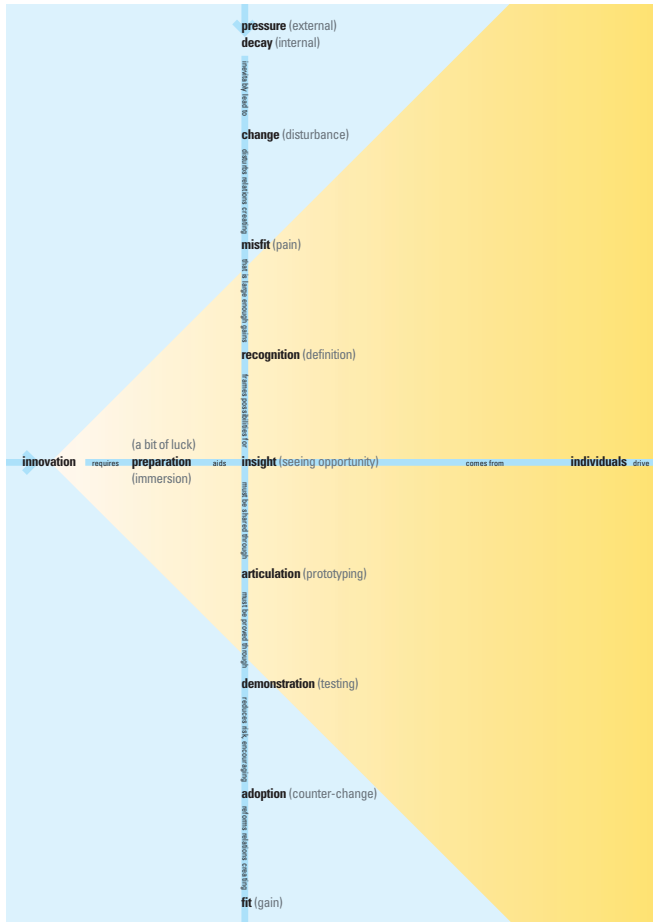 pressure (external)
decay (internal)
inevitably lead to
change (disturbance)
disturbs relations creating
misfit (pain)
that is large enough gains
recognition (definition)
frames possibilities for
(a bit of luck)
innovation requires preparation aids insight (seeing opportunity) comes from individuals drive
(immersion)
must be shared through
articulation (prototyping)
must be proved through
demonstration (testing)
reduces risk, encouraging
adoption (counter-change)
reforms relations creating
fit (gain)